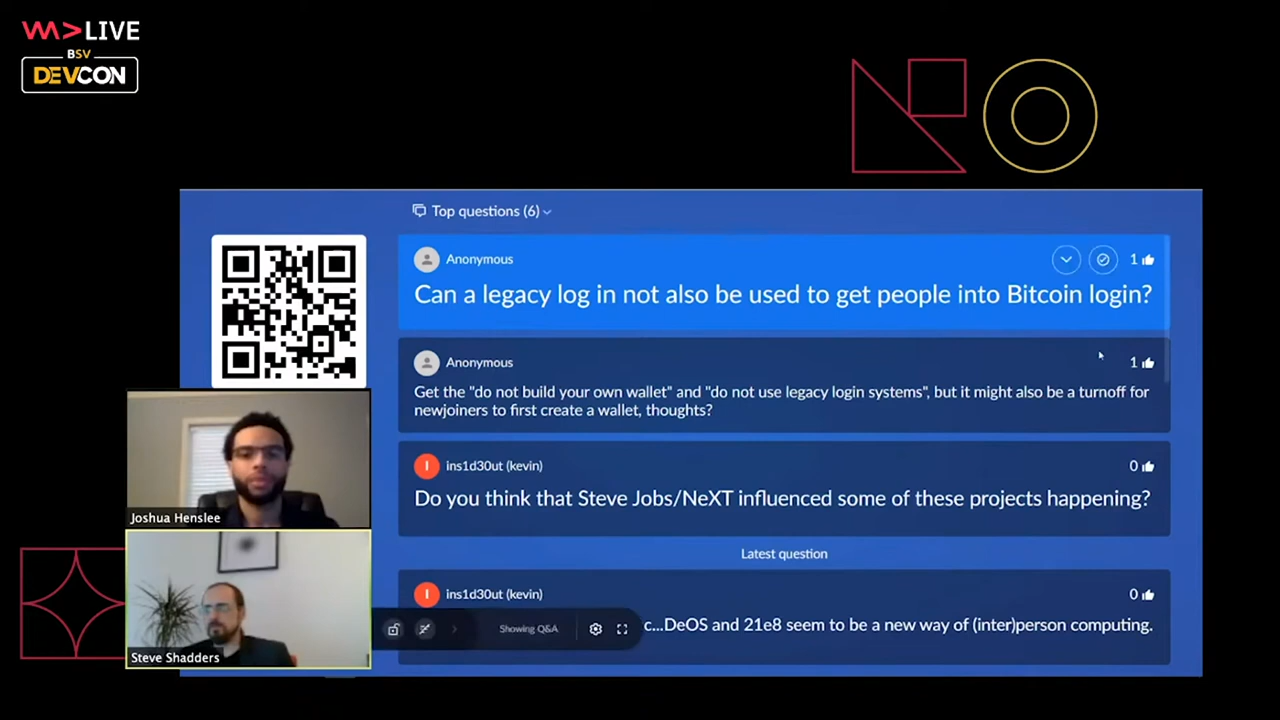 LIVE
BSV
DEVCON
Top questions (6)
Anonymous
1
Can a legacy log in not also be used to get people into Bitcoin login?
Anonymous
1
Get the "do not build your own wallet" and "do not use legacy login systems", but it might also be a turnoff for
newjoiners to first create a wallet, thoughts?
I
ins1d30ut (kevin)
0
Do you think that Steve Jobs/NeXT influenced some of these projects happening?
Latest question
I
ins1d30ut (kevin)
0
c...DeOS and 21e8 seem to be a new way of (inter)person computing.
Showing Q&A
Joshua Henslee
Steve Shadders